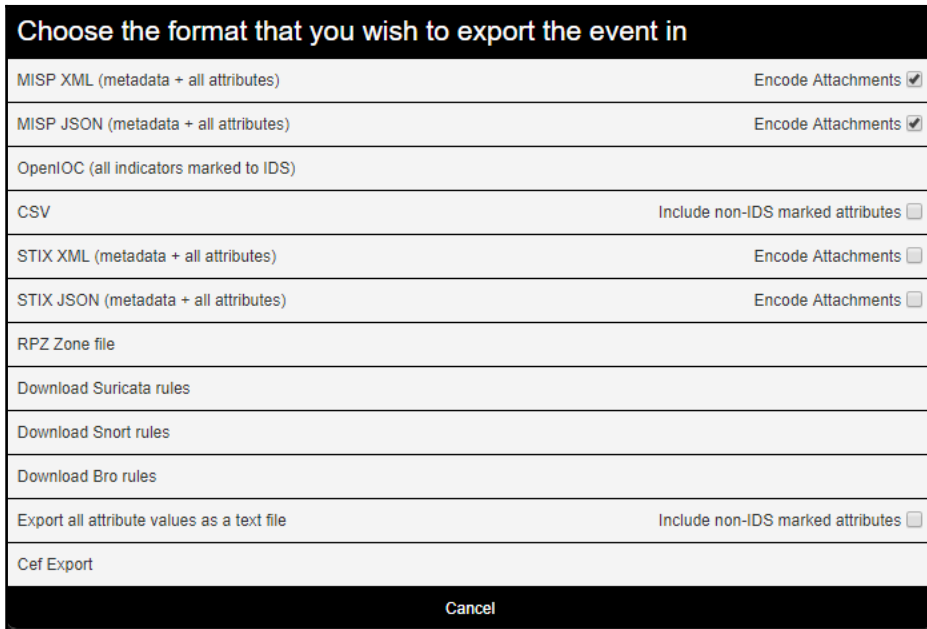 Choose the format that you wish to export the event in
MISP XML (metadata + all attributes) Encode Attachments
MISP JSON (metadata + all attributes) Encode Attachments
OpenIOC (all indicators marked to IDS)
CSV Include non-IDS marked attributes
STIX XML (metadata + all attributes) Encode Attachments
STIX JSON (metadata + all attributes) Encode Attachments
RPZ Zone file
Download Suricata rules
Download Snort rules
Download Bro rules
Export all attribute values as a text file Include non-IDS marked attributes
Cef Export
Cancel